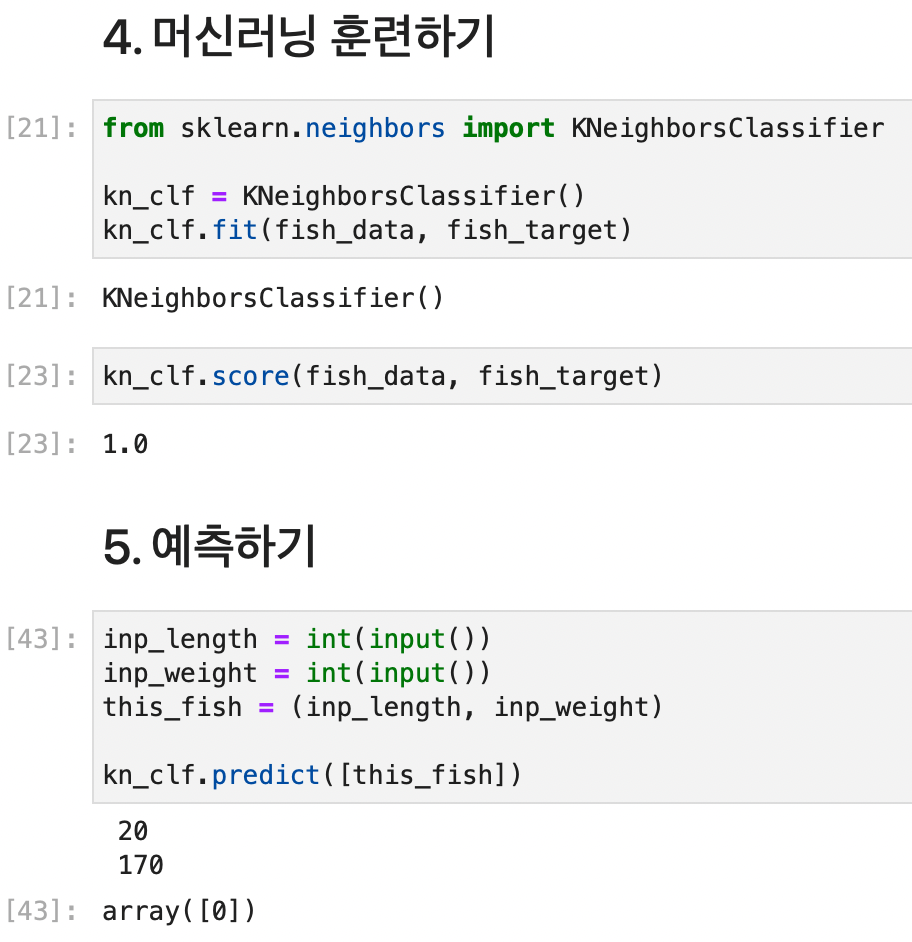 4. 머신러닝 훈련하기
[21]: from sklearn.neighbors import KNeighborsClassifier
kn_clf = KNeighborsClassifier()
kn_clf.fit(fish_data, fish_target)
[21]: KNeighborsClassifier()
[23]: kn_clf.score(fish_data, fish_target)
[23]: 1.0
5. 예측하기
[43]: inp_length = int(input())
inp_weight = int(input())
this_fish = (inp_length, inp_weight)
kn_clf.predict([this_fish])
20
170
[43]: array([0])